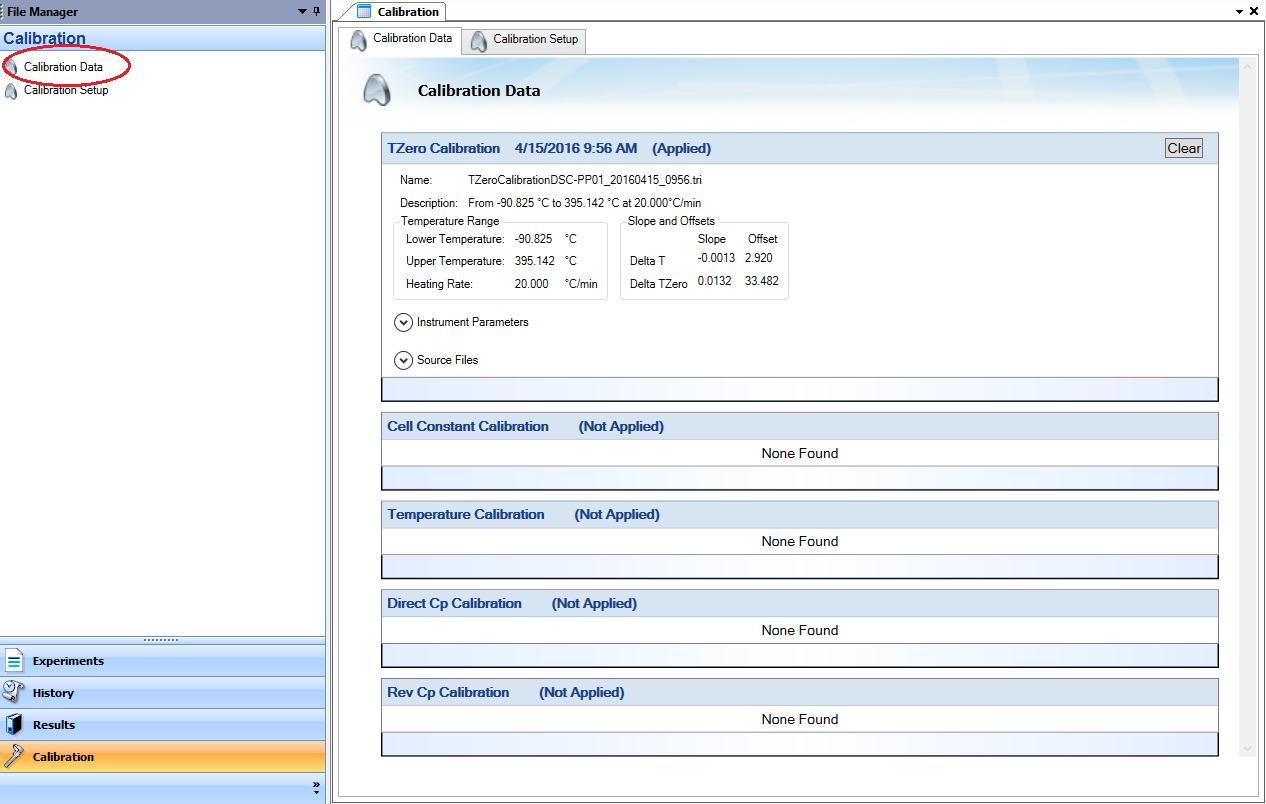 File Manager
Calibration
Calibration Data
Calibration Setup
Experiments
History
Results
Calibration
»
Calibration
Calibration Data
Calibration Setup
Calibration Data
TZero Calibration 4/15/2016 9:56 AM (Applied) Clear
Name: TZeroCalibrationDSC-PP01_20160415_0956.tri
Description: From -90.825 °C to 395.142 °C at 20.000°C/min
Temperature Range
Lower Temperature: -90.825 °C
Upper Temperature: 395.142 °C
Heating Rate: 20.000 °C/min
Slope and Offsets
Slope Offset
Delta T -0.0013 2.920
Delta TZero 0.0132 33.482
Instrument Parameters
Source Files
Cell Constant Calibration (Not Applied)
None Found
Temperature Calibration (Not Applied)
None Found
Direct Cp Calibration (Not Applied)
None Found
Rev Cp Calibration (Not Applied)
None Found